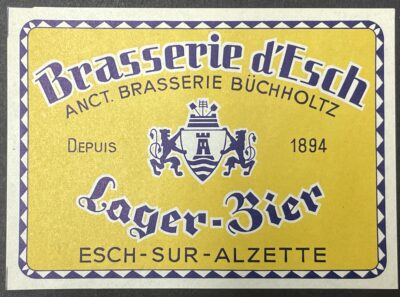 Brasserie d'Esch
ANCT. BRASSERIE BÜCHHOLTZ
DEPUIS 1894
Lager-Bier
ESCH-SUR-ALZETTE